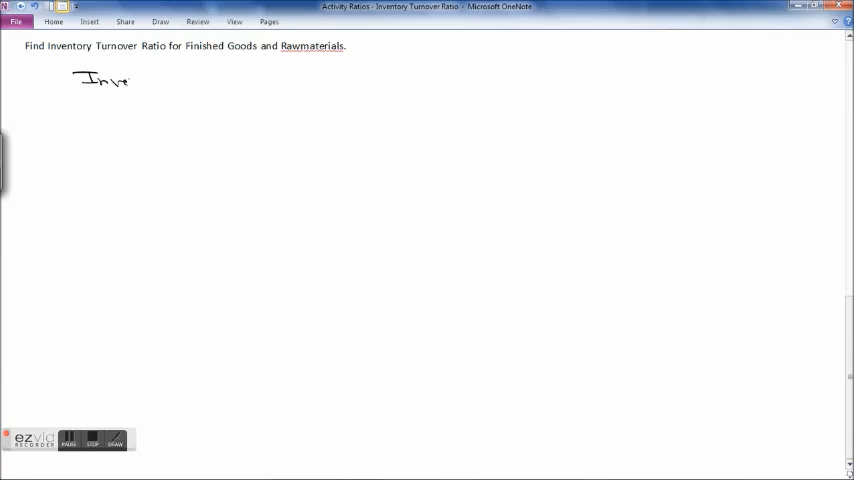 Activity Ratios - Inventory Turnover Ratio - Microsoft OneNote
File Home Insert Share Draw Review View Pages
Find Inventory Turnover Ratio for Finished Goods and Rawmaterials.
Inve
ezvid
RECORDER
PAUSE STOP DRAW